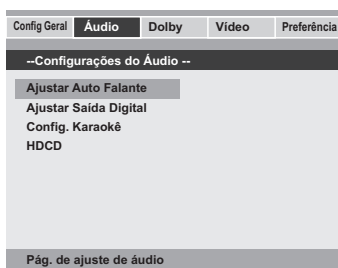 Config Geral Áudio Dolby Vídeo Preferência
--Configurações do Áudio --
Ajustar Auto Falante
Ajustar Saída Digital
Config. Karaokê
HDCD
Pág. de ajuste de áudio